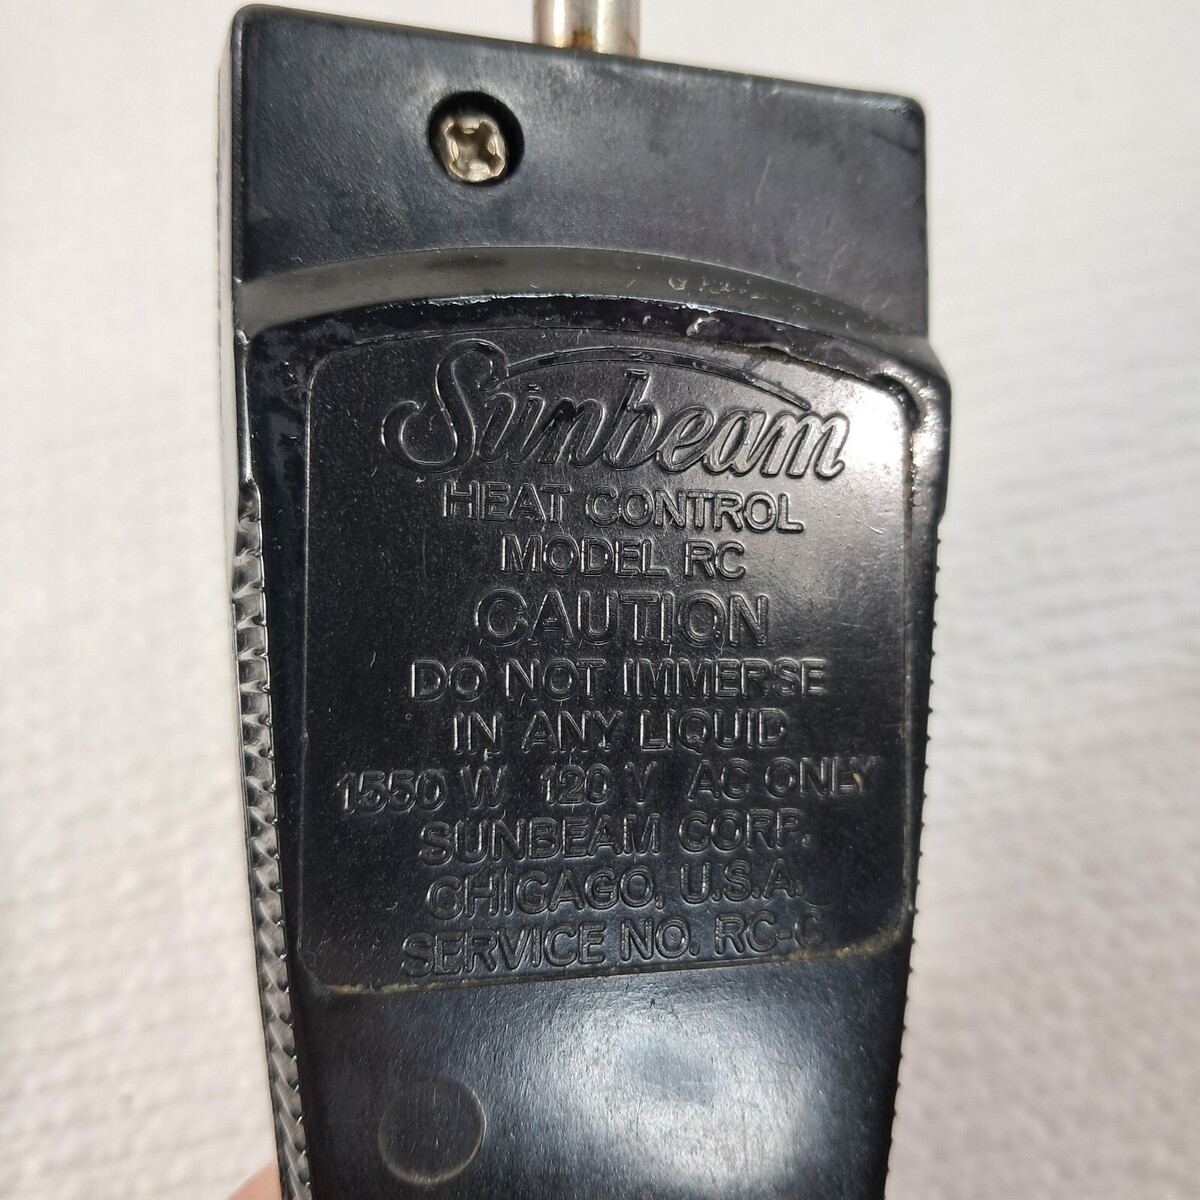 Sunbeam
HEAT CONTROL
MODEL RC
CAUTION
DO NOT IMMERSE
IN ANY LIQUID
1550 W 120 V AC ONLY
SUNBEAM CORP.
CHICAGO, U.S.A.
SERVICE NO. RC-C